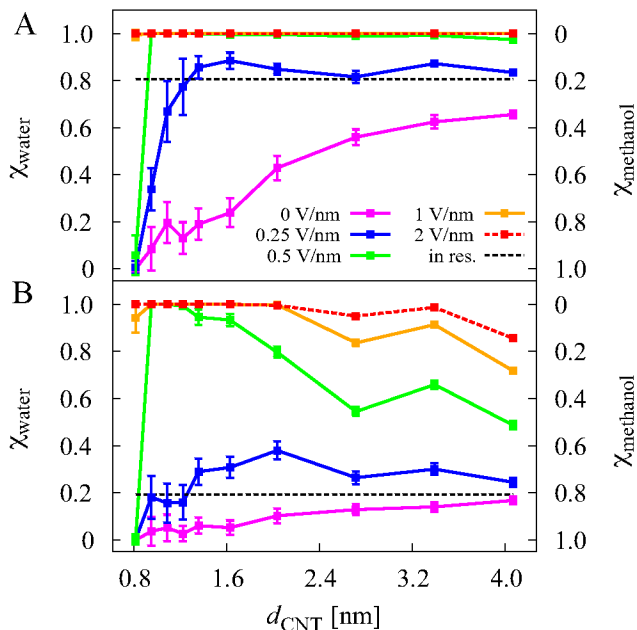 A
1.0
0.8
0.6
0.4
0.2
0
χwater
0
0.2
0.4
0.6
0.8
1.0
χmethanol
0 V/nm
0.25 V/nm
0.5 V/nm
1 V/nm
2 V/nm
in res.
B
1.0
0.8
0.6
0.4
0.2
0
χwater
0
0.2
0.4
0.6
0.8
1.0
χmethanol
0.8 1.6 2.4 3.2 4.0
dCNT [nm]